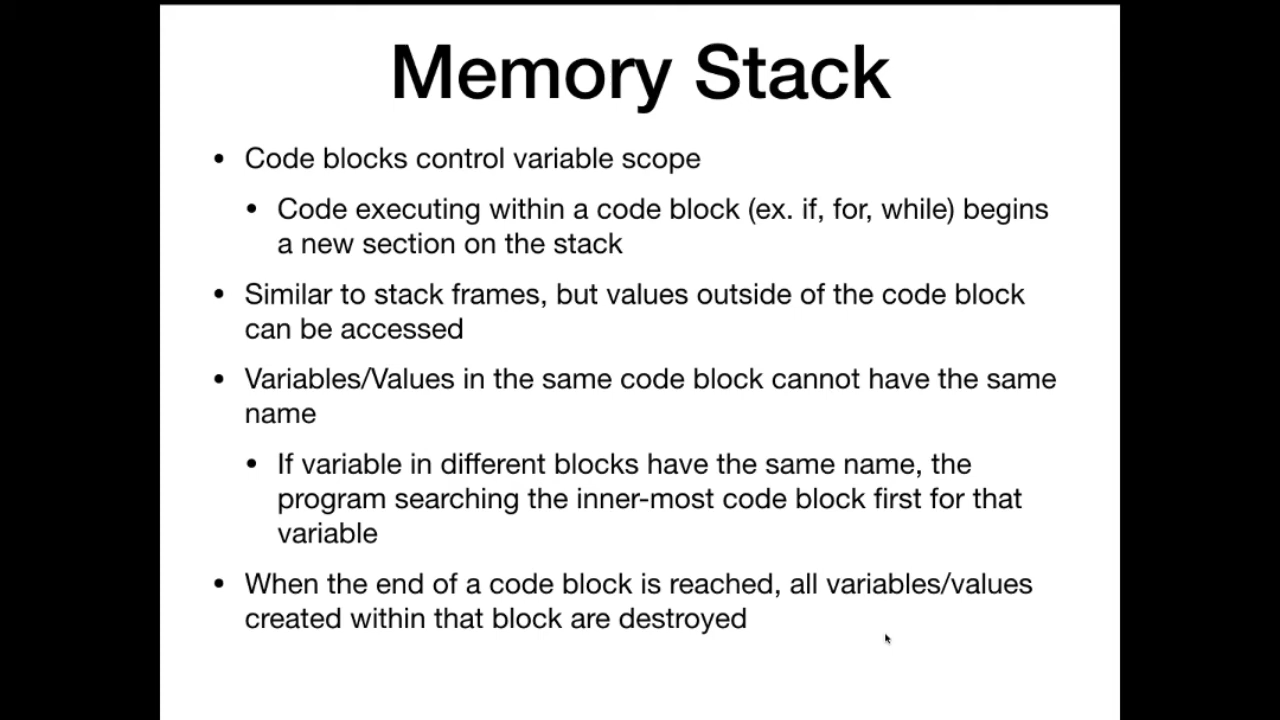 Memory Stack
• Code blocks control variable scope
• Code executing within a code block (ex. if, for, while) begins
a new section on the stack
• Similar to stack frames, but values outside of the code block
can be accessed
• Variables/Values in the same code block cannot have the same
name
• If variable in different blocks have the same name, the
program searching the inner-most code block first for that
variable
• When the end of a code block is reached, all variables/values
created within that block are destroyed